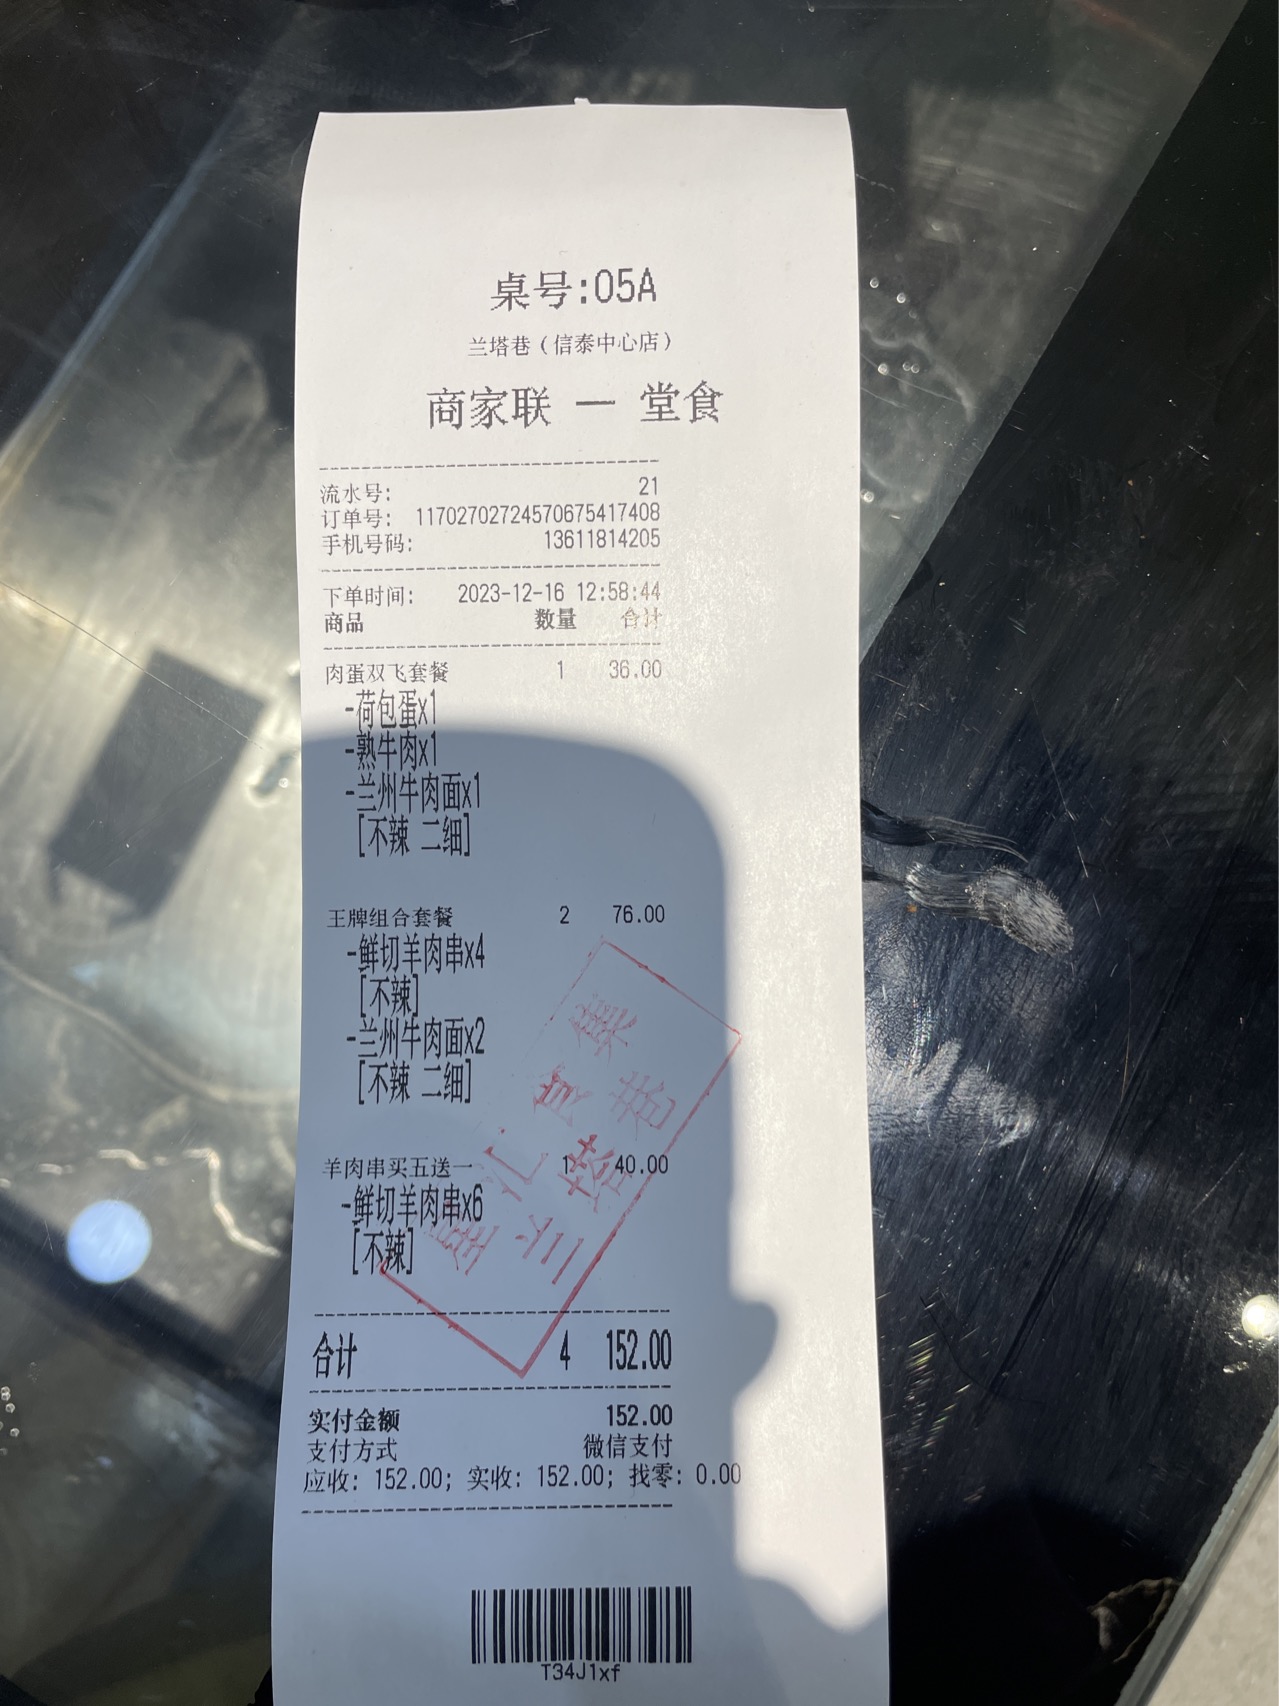 桌号:05A
兰塔巷（信泰中心店）
商家联 — 堂食
流水号: 21
订单号: 11702702724570675417408
手机号码: 13611814205
下单时间: 2023-12-16 12:58:44
商品 数量 合计
肉蛋双飞套餐 1 36.00
-荷包蛋x1
-熟牛肉x1
-兰州牛肉面x1
[不辣 二细]
王牌组合套餐 2 76.00
-鲜切羊肉串x4
[不辣]
-兰州牛肉面x2
[不辣 二细]
羊肉串买五送一 1 40.00
-鲜切羊肉串x6
[不辣]
星汇宜集
兰塔巷
合计 4 152.00
实付金额 152.00
支付方式 微信支付
应收: 152.00; 实收: 152.00; 找零: 0.00
T34J1xf